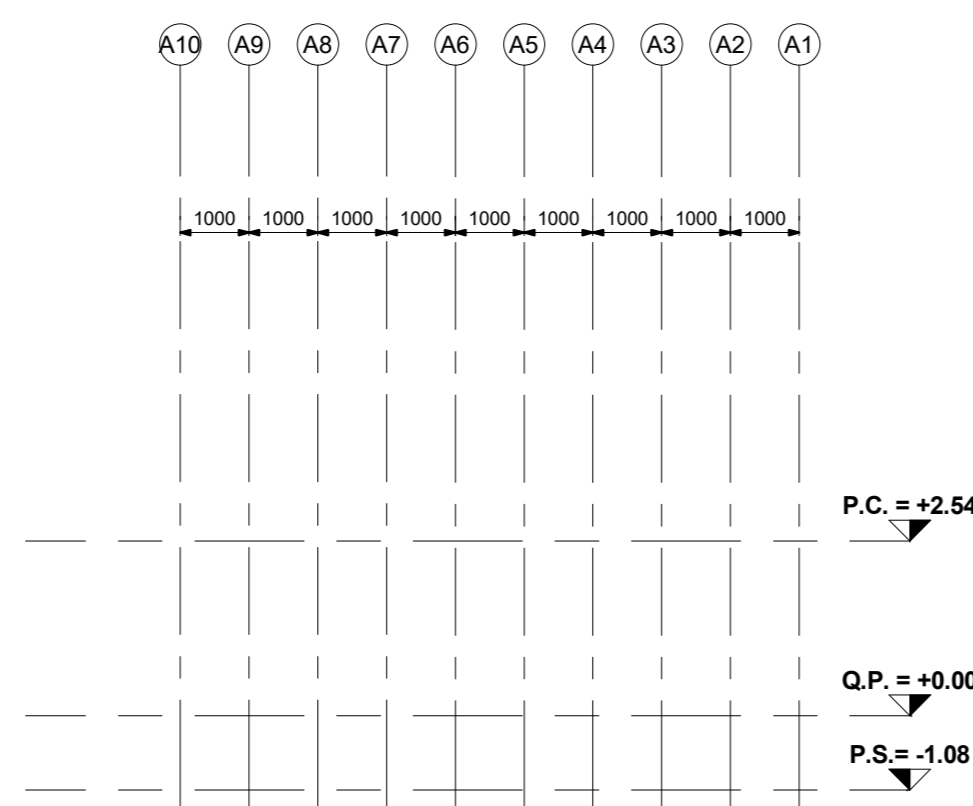 A10 A9 A8 A7 A6 A5 A4 A3 A2 A1
1000 1000 1000 1000 1000 1000 1000 1000 1000
P.C. = +2.54
Q.P. = +0.00
P.S.= -1.08